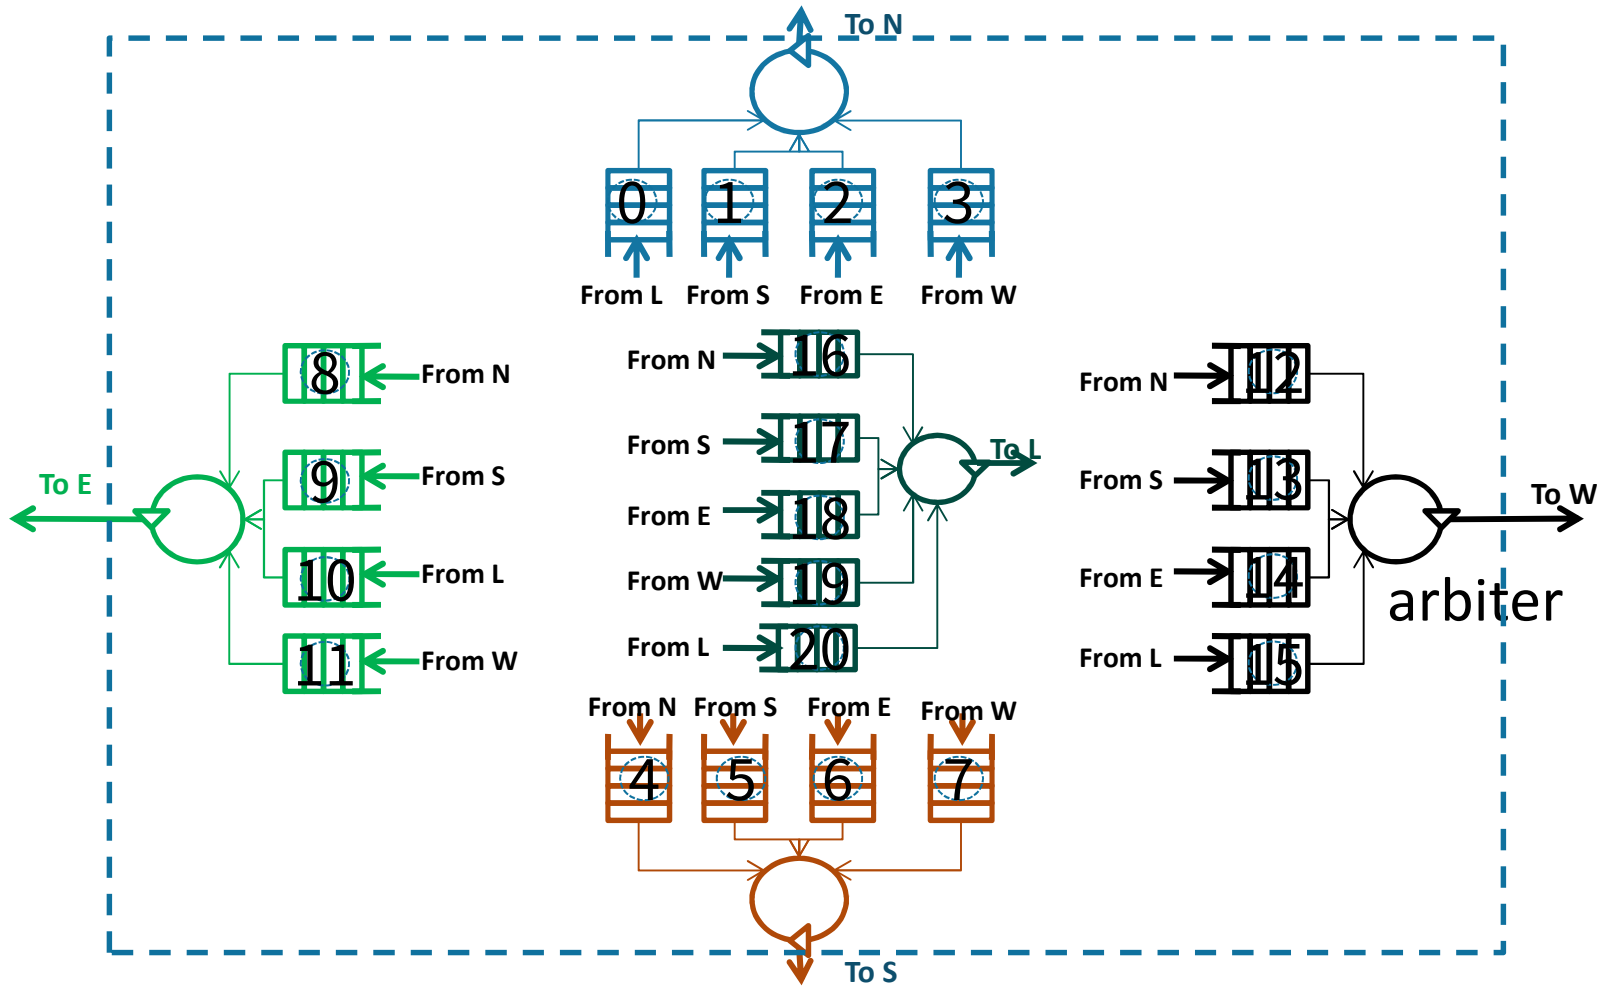 To N
0 1 2 3
From L From S From E From W
8 From N
9 From S
To E
10 From L
11 From W
From N 16
From S 17
To L
From E 18
From W 19
From L 20
From N 12
From S 13
To W
From E 14
arbiter
From L 15
From N From S From E From W
4 5 6 7
To S